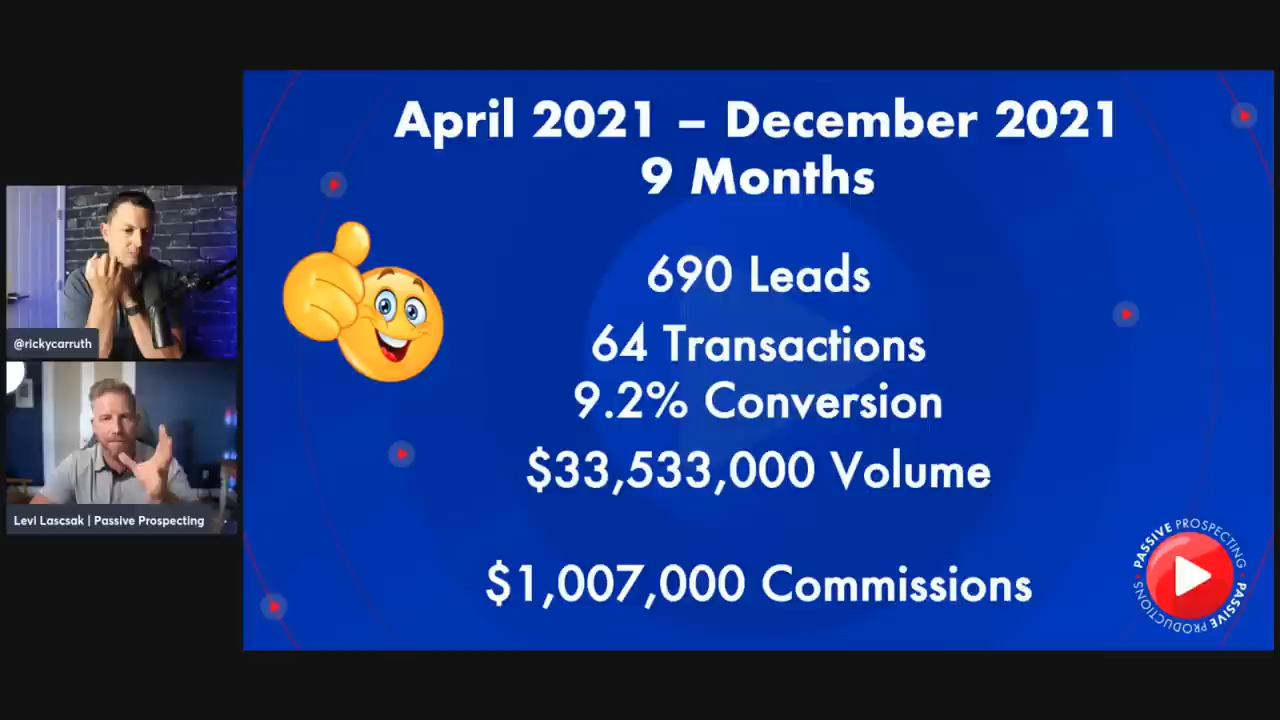 April 2021 – December 2021
9 Months
690 Leads
64 Transactions
9.2% Conversion
$33,533,000 Volume
$1,007,000 Commissions
@rickycarruth
Levi Lascsak | Passive Prospecting
PASSIVE PROSPECTING
PASSIVE PRODUCTIONS